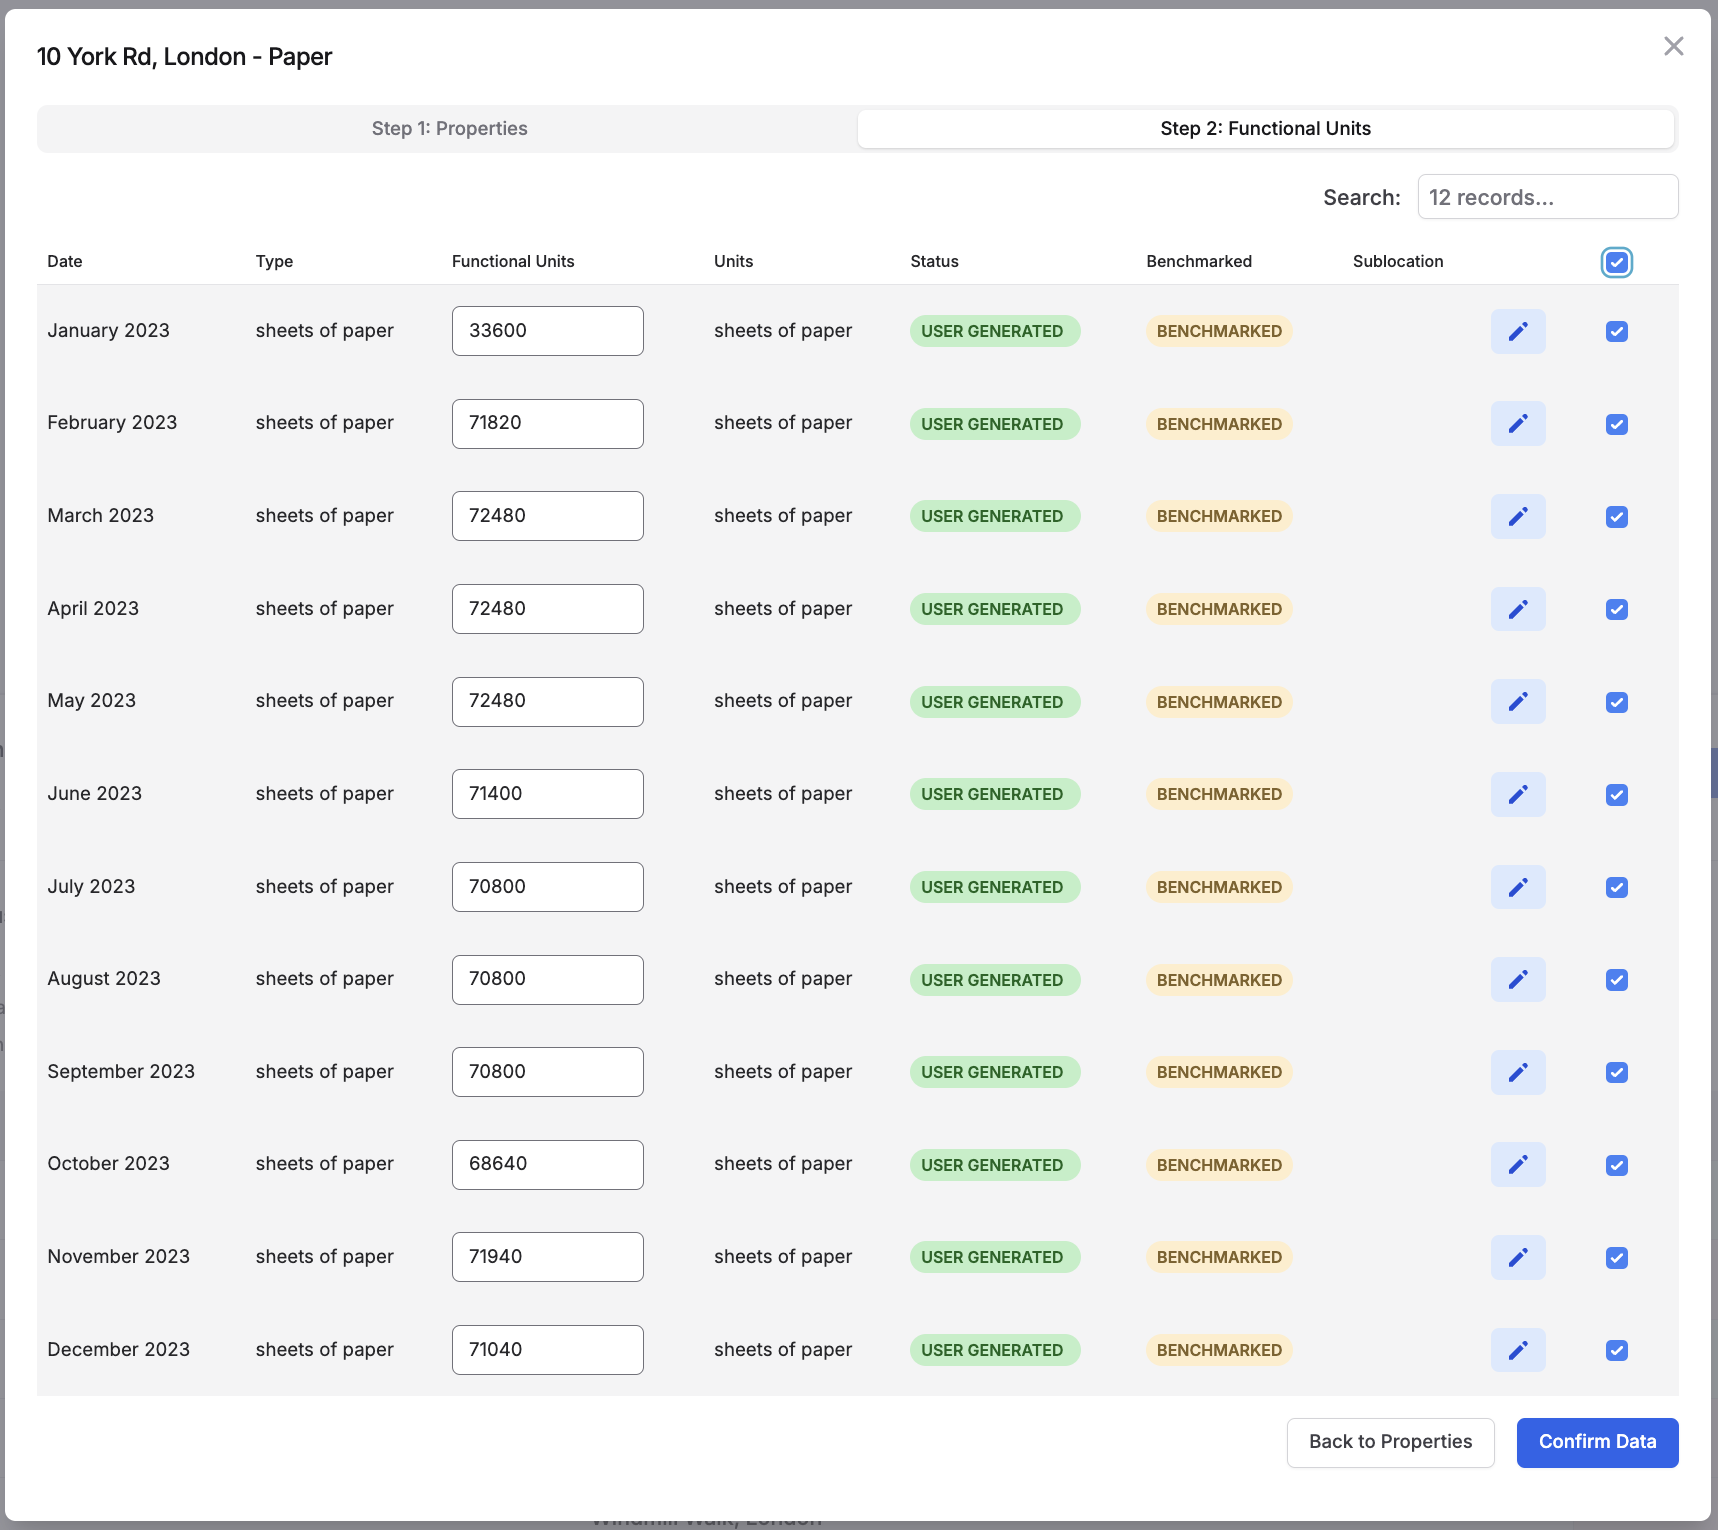 10 York Rd, London - Paper
Step 1: Properties
Step 2: Functional Units
Search: 12 records...
Date Type Functional Units Units Status Benchmarked Sublocation
January 2023 sheets of paper 33600 sheets of paper USER GENERATED BENCHMARKED
February 2023 sheets of paper 71820 sheets of paper USER GENERATED BENCHMARKED
March 2023 sheets of paper 72480 sheets of paper USER GENERATED BENCHMARKED
April 2023 sheets of paper 72480 sheets of paper USER GENERATED BENCHMARKED
May 2023 sheets of paper 72480 sheets of paper USER GENERATED BENCHMARKED
June 2023 sheets of paper 71400 sheets of paper USER GENERATED BENCHMARKED
July 2023 sheets of paper 70800 sheets of paper USER GENERATED BENCHMARKED
August 2023 sheets of paper 70800 sheets of paper USER GENERATED BENCHMARKED
September 2023 sheets of paper 70800 sheets of paper USER GENERATED BENCHMARKED
October 2023 sheets of paper 68640 sheets of paper USER GENERATED BENCHMARKED
November 2023 sheets of paper 71940 sheets of paper USER GENERATED BENCHMARKED
December 2023 sheets of paper 71040 sheets of paper USER GENERATED BENCHMARKED
Back to Properties
Confirm Data